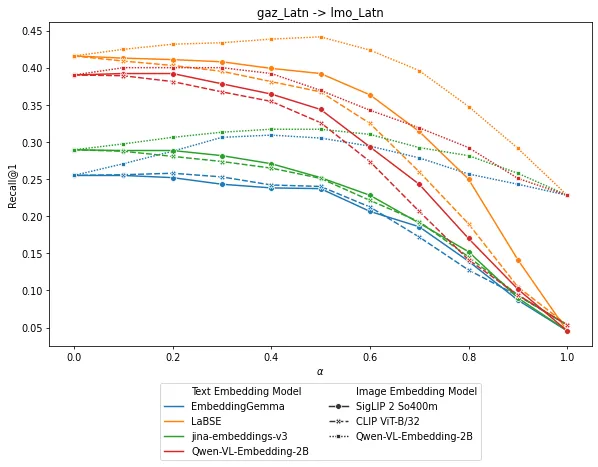 gaz_Latn -> lmo_Latn
0.45
0.40
0.35
0.30
0.25
0.20
0.15
0.10
0.05
Recall@1
0.0 0.2 0.4 0.6 0.8 1.0
α
Text Embedding Model Image Embedding Model
EmbeddingGemma SigLIP 2 So400m
LaBSE CLIP ViT-B/32
jina-embeddings-v3 Qwen-VL-Embedding-2B
Qwen-VL-Embedding-2B